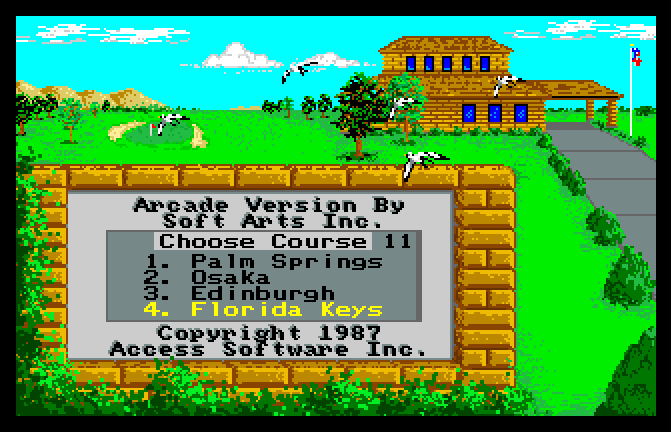 Arcade Version By
Soft Arts Inc.
Choose Course 11
1. Palm Springs
2. Osaka
3. Edinburgh
4. Florida Keys
Copyright 1987
Access Software Inc.